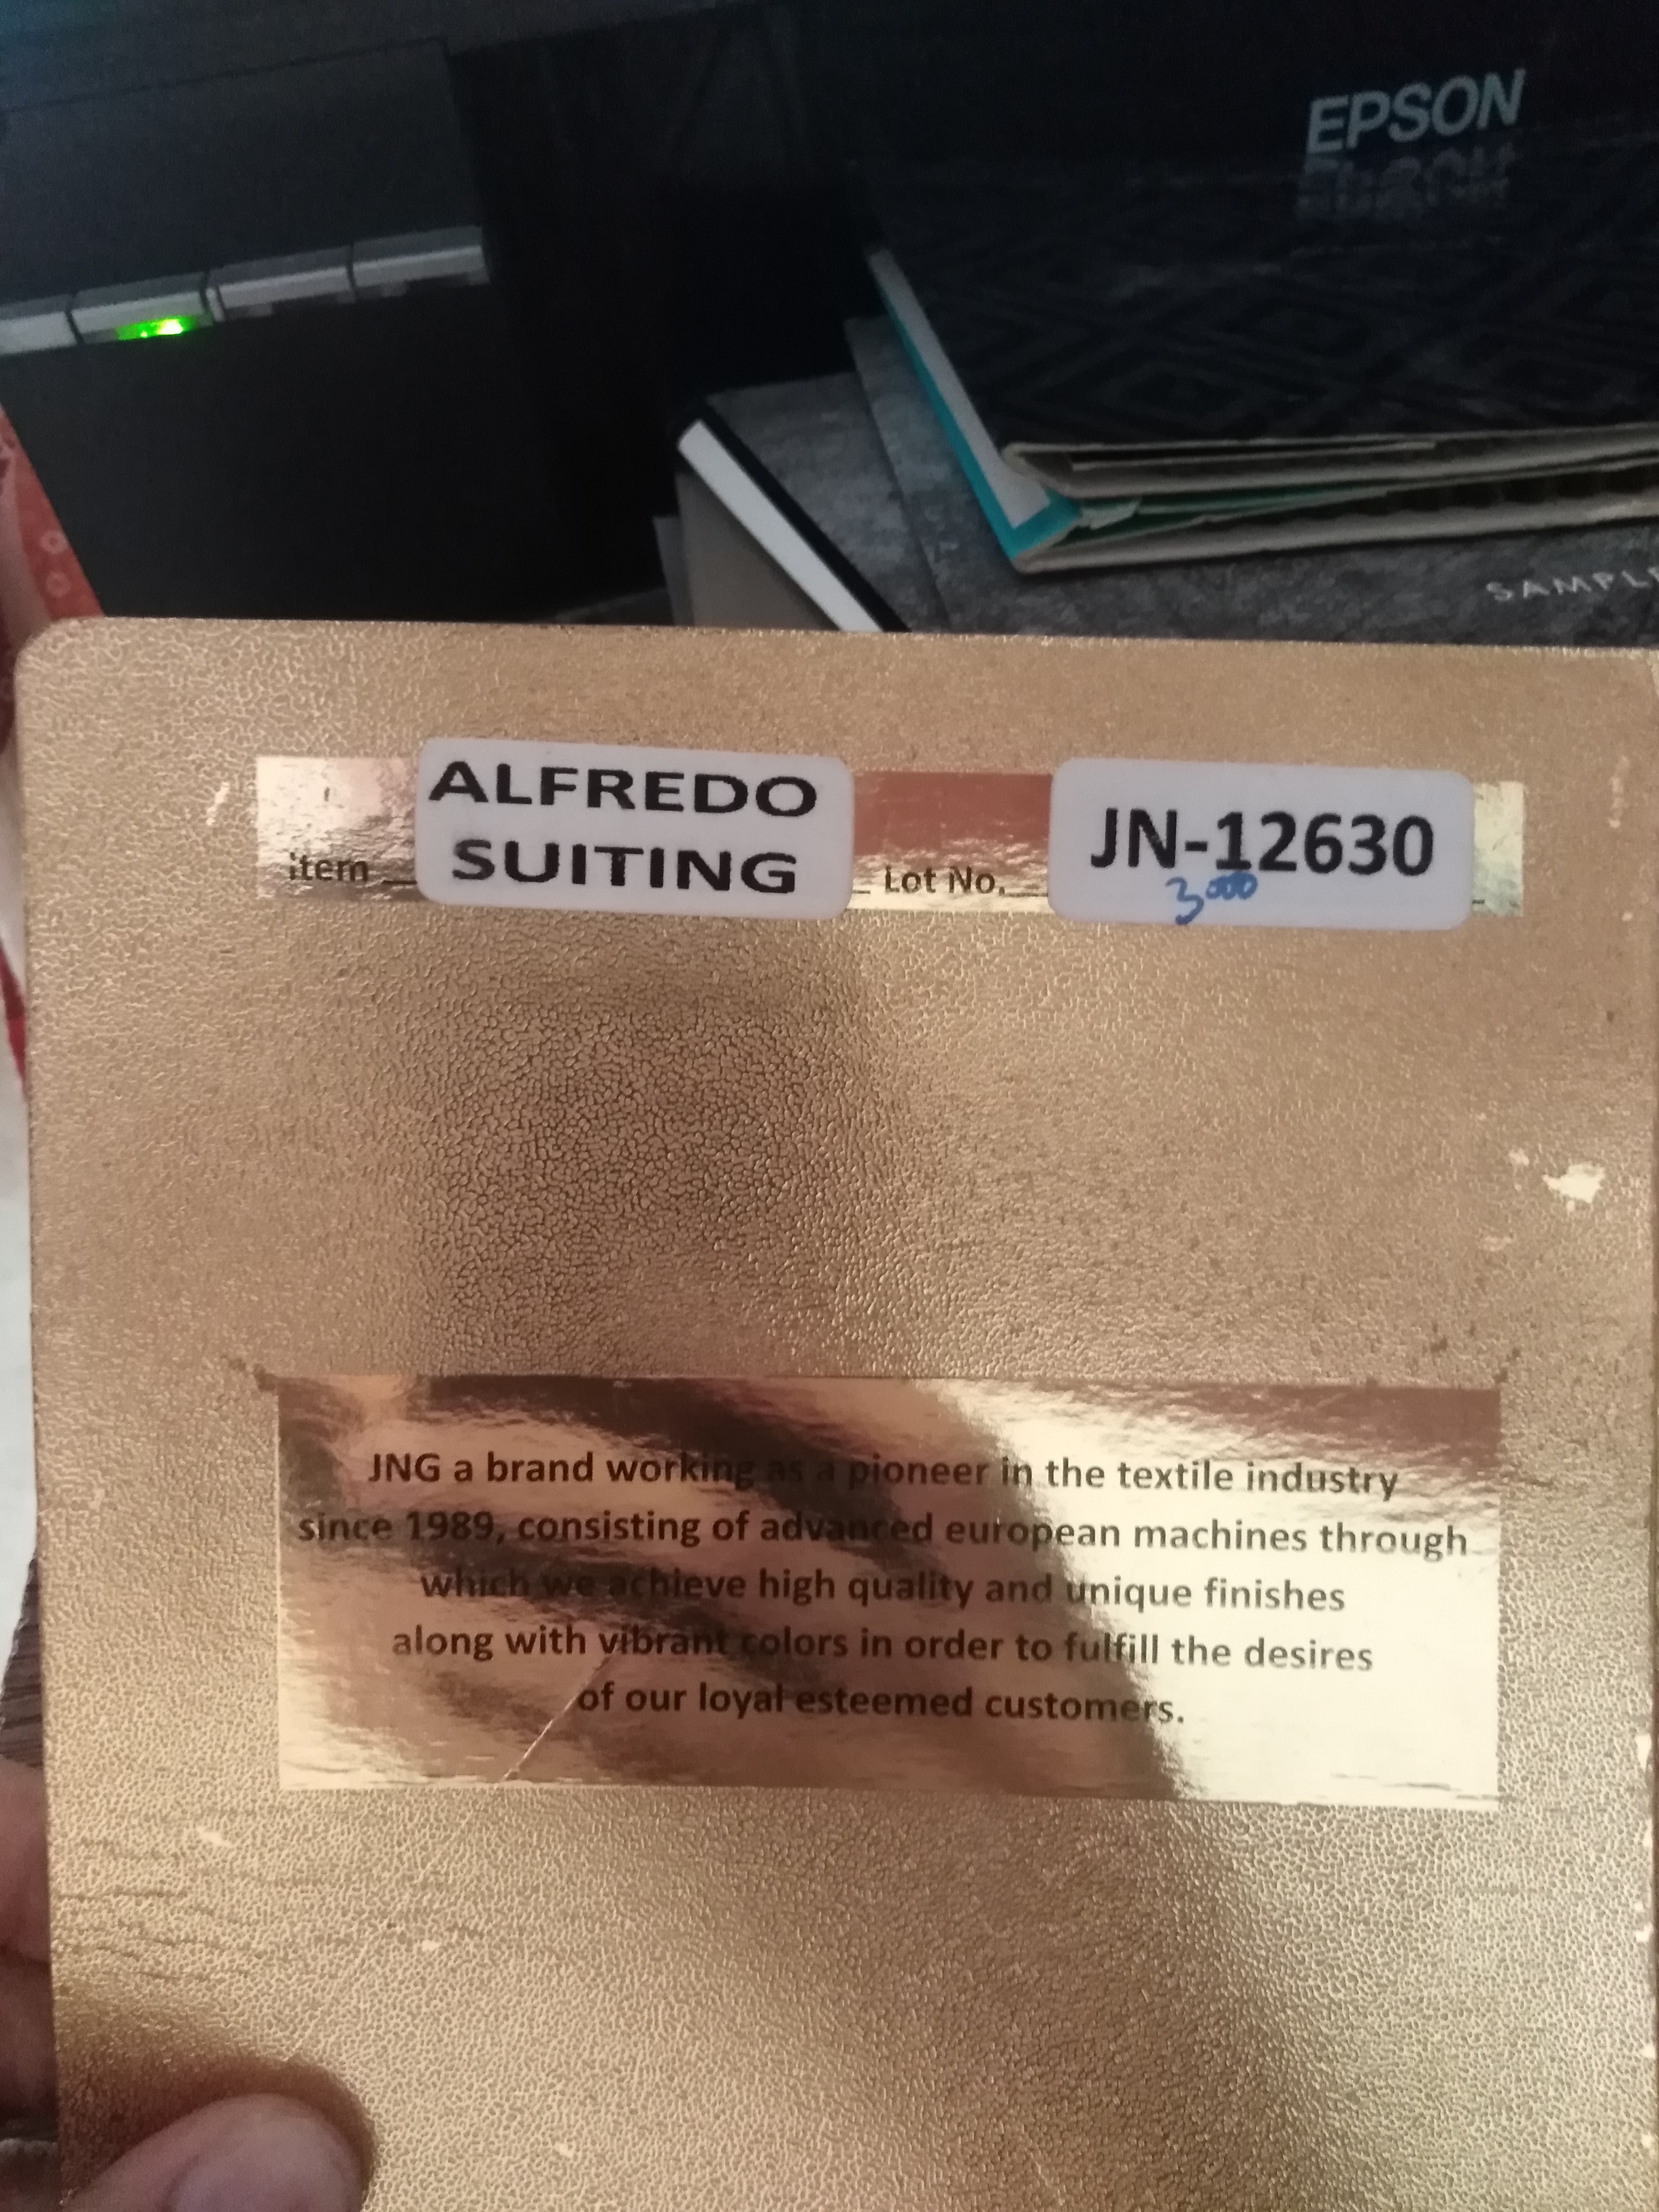 EPSON
SAMPLE
item ALFREDO SUITING Lot No. JN-12630
3000
JNG a brand working as a pioneer in the textile industry
since 1989, consisting of advanced european machines through
which we achieve high quality and unique finishes
along with vibrant colors in order to fulfill the desires
of our loyal esteemed customers.